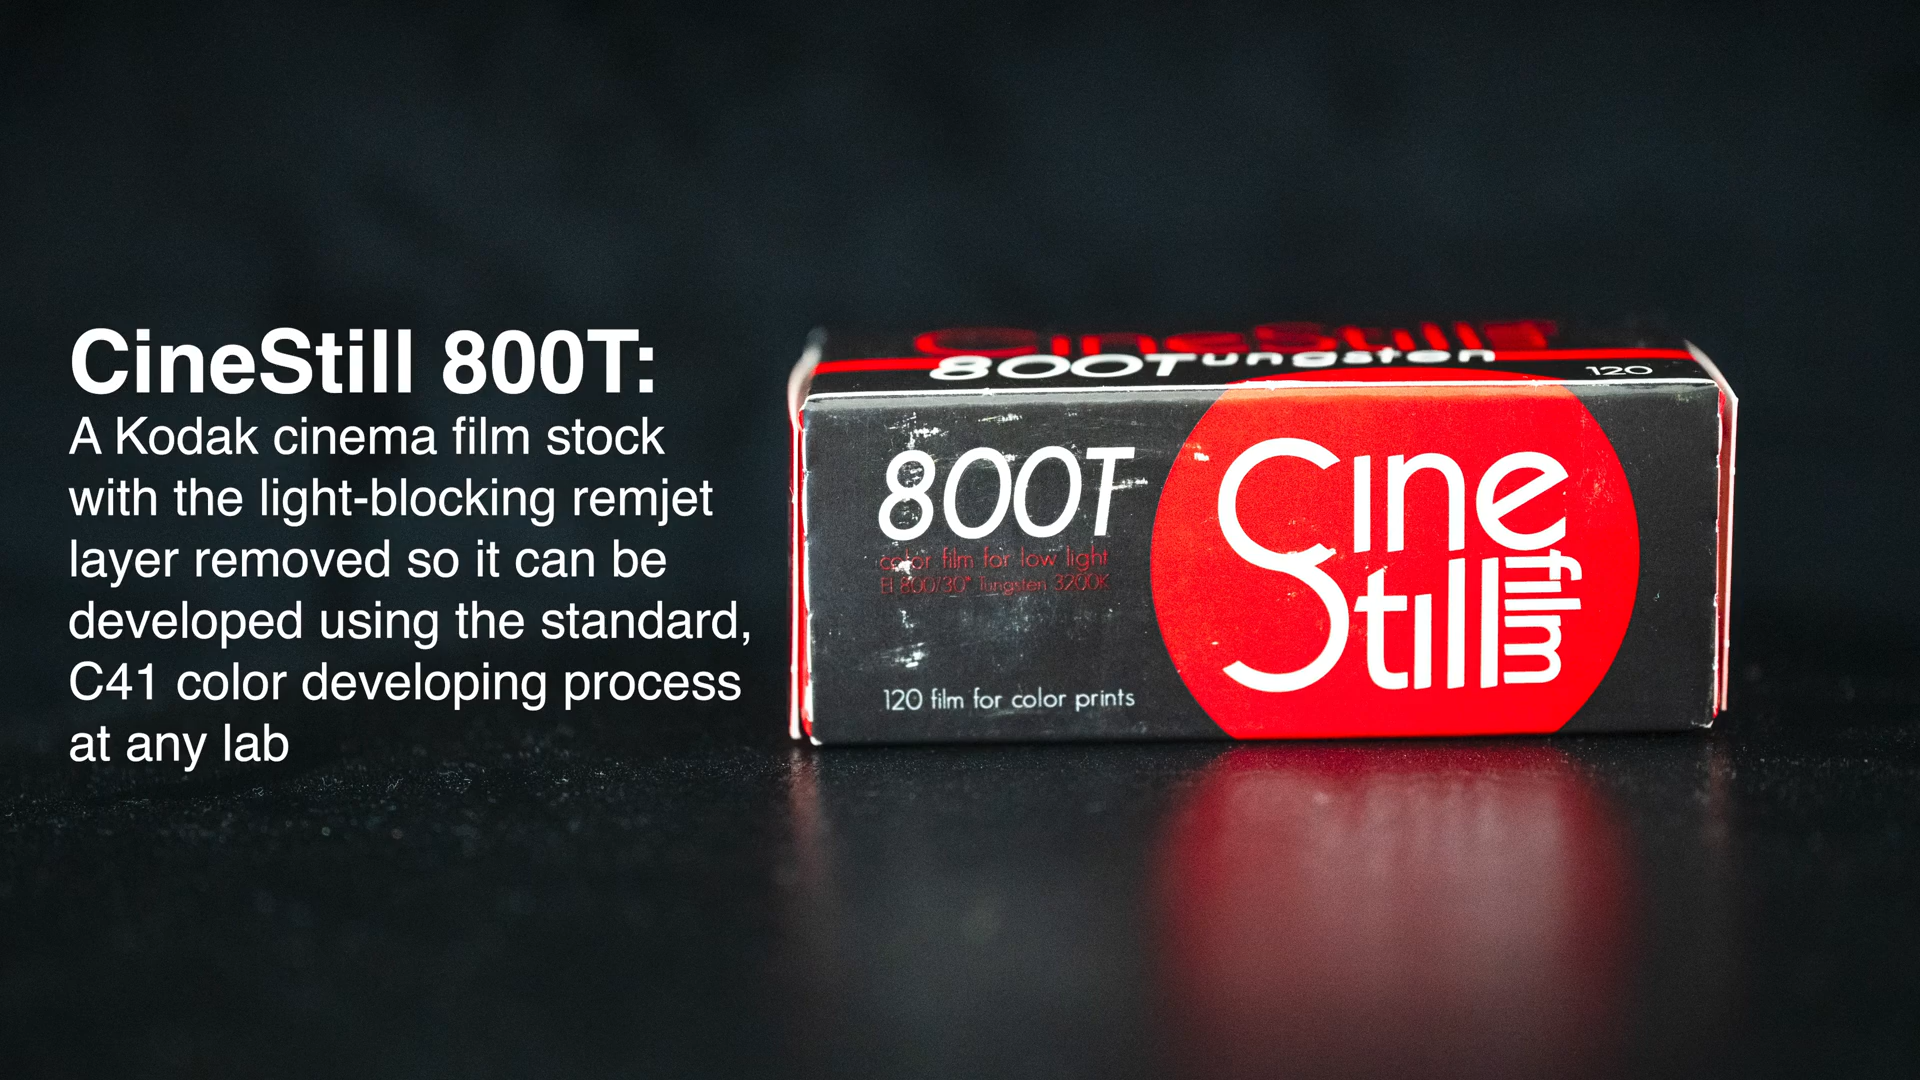 CineStill 800T:
A Kodak cinema film stock
with the light-blocking remjet
layer removed so it can be
developed using the standard,
C41 color developing process
at any lab
CineStill
800Tungsten
120
800T
color film for low light
EI 800/30° Tungsten 3200K
120 film for color prints
Cine
Still
film